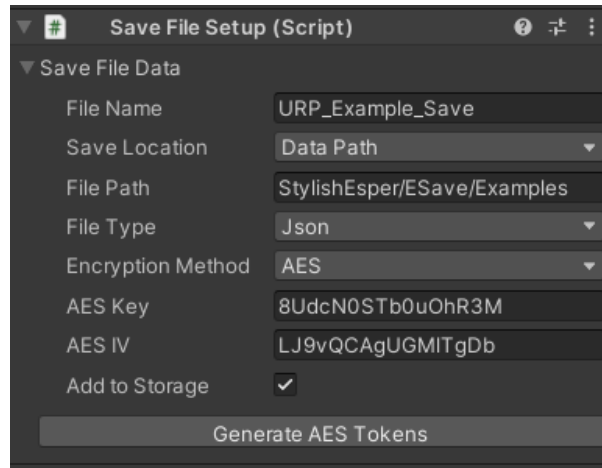 # Save File Setup (Script)
Save File Data
File Name URP_Example_Save
Save Location Data Path
File Path StylishEsper/ESave/Examples
File Type Json
Encryption Method AES
AES Key 8UdcN0STb0uOhR3M
AES IV LJ9vQCAgUGMITgDb
Add to Storage
Generate AES Tokens